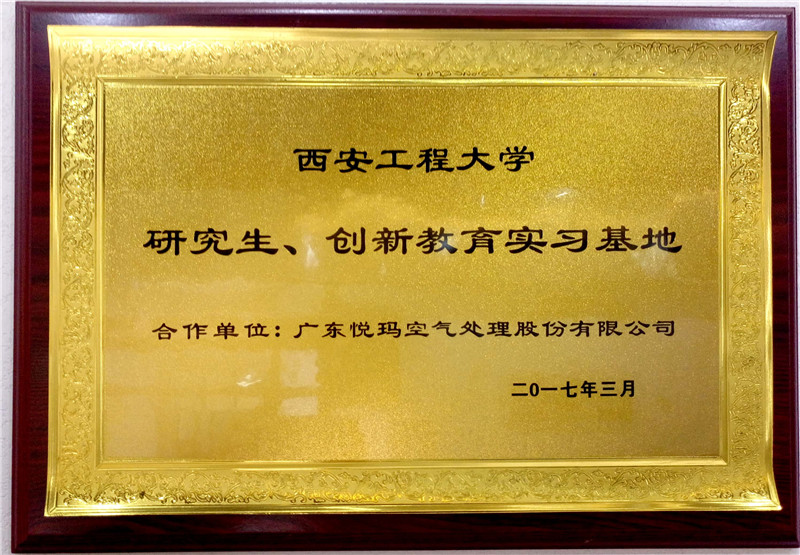 西安工程大学
研究生、创新教育实习基地
合作单位：广东悦玛空气处理股份有限公司
二0一七年三月